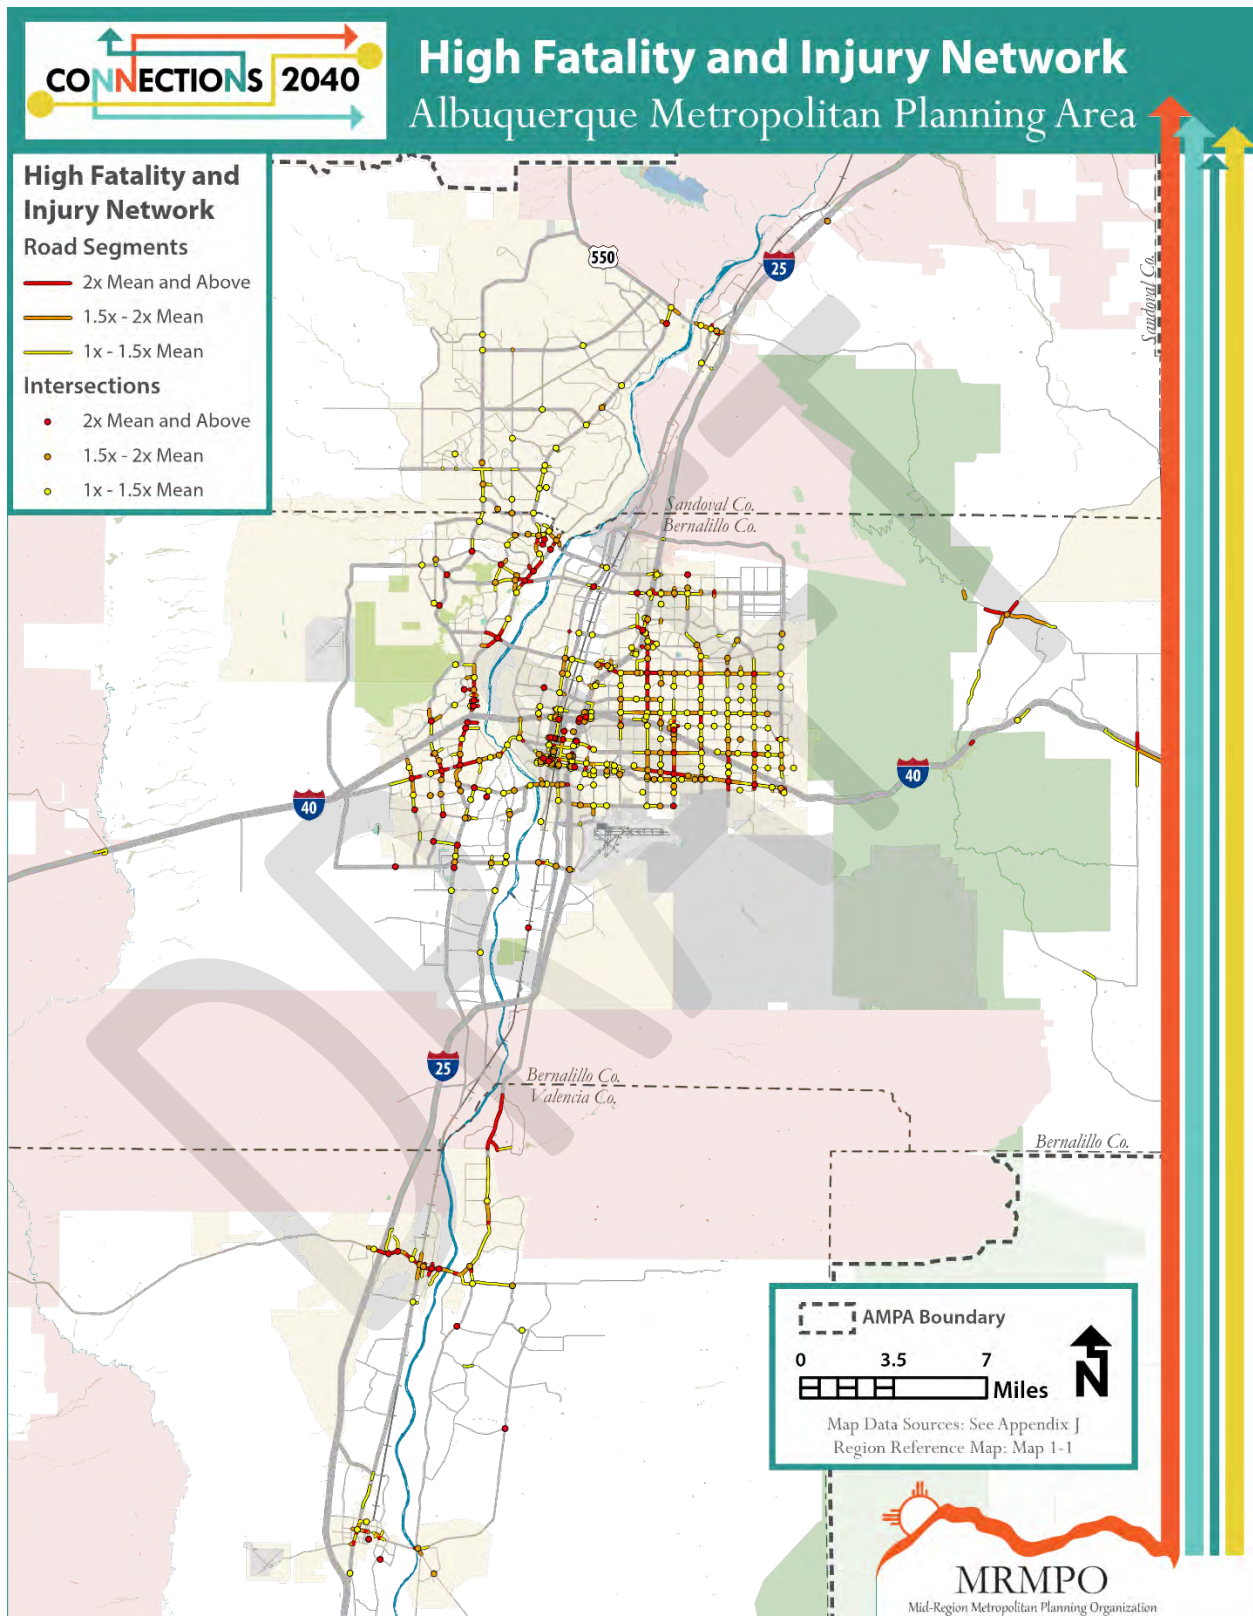 CONNECTIONS 2040
High Fatality and Injury Network
Albuquerque Metropolitan Planning Area
High Fatality and
Injury Network
Road Segments
2x Mean and Above
1.5x - 2x Mean
1x - 1.5x Mean
Intersections
2x Mean and Above
1.5x - 2x Mean
1x - 1.5x Mean
550
25
Sandoval Co.
Sandoval Co.
Bernalillo Co.
40
40
25
Bernalillo Co.
Valencia Co.
Bernalillo Co.
DRAFT
AMPA Boundary
0 3.5 7
Miles
N
Map Data Sources: See Appendix J
Region Reference Map: Map 1-1
MRMPO
Mid-Region Metropolitan Planning Organization